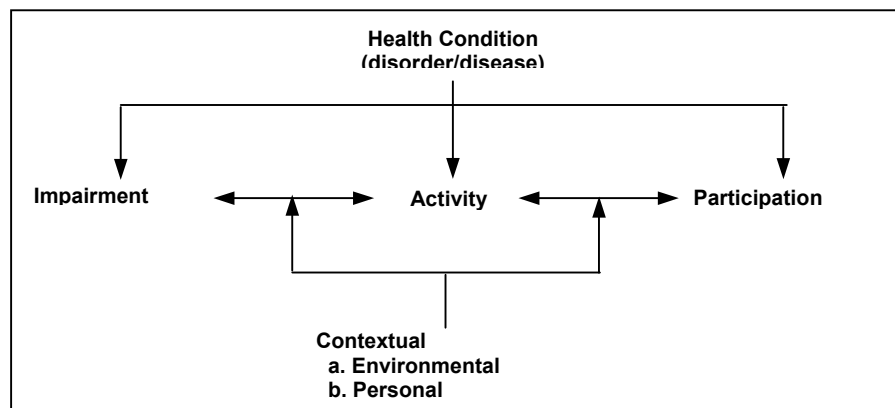 Health Condition
(disorder/disease)
Impairment
Activity
Participation
Contextual
a. Environmental
b. Personal